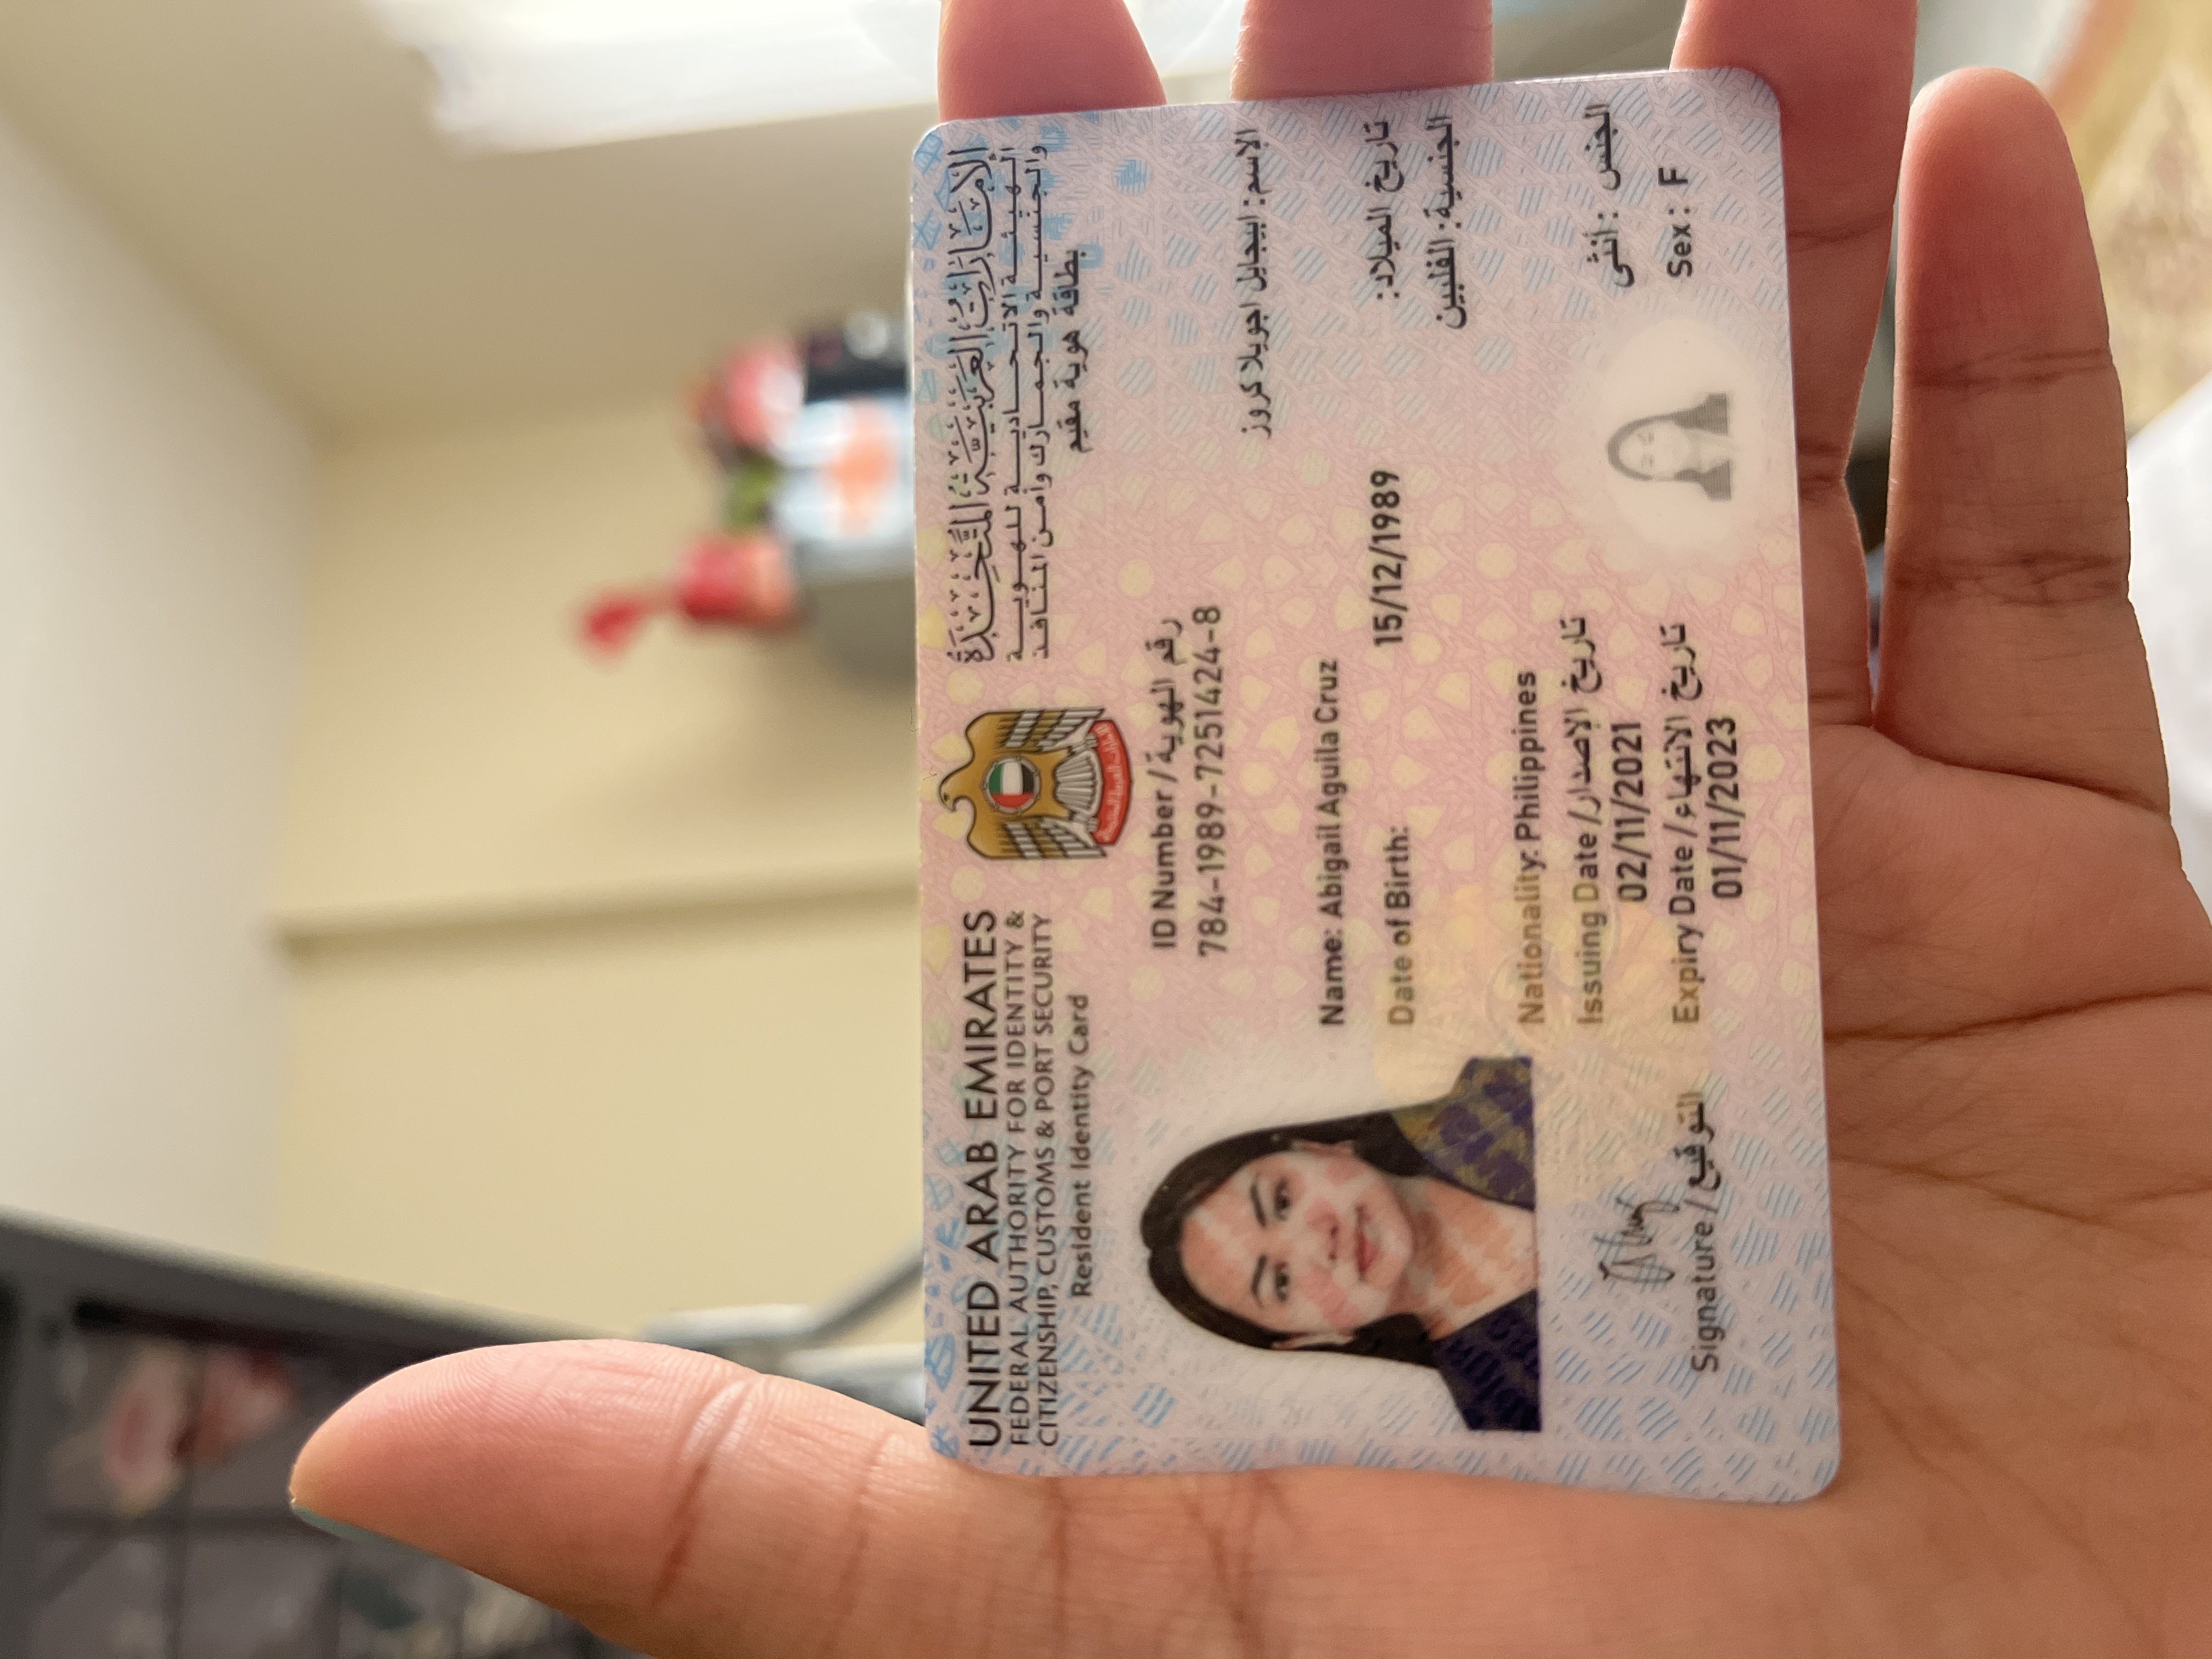 UNITED ARAB EMIRATES
FEDERAL AUTHORITY FOR IDENTITY &
CITIZENSHIP, CUSTOMS & PORT SECURITY
Resident Identity Card
الإمارات العربية المتحدة
الهيئة الاتحادية للهوية
والجنسية والجمارك وأمن المنافذ
بطاقة هوية مقيم
ID Number / رقم الهوية
784-1989-7251424-8
الإسم: ابيجايل اجويلا كروز
Name: Abigail Aguila Cruz
Date of Birth: 15/12/1989 تاريخ الميلاد:
الجنسية: الفلبين
Nationality: Philippines
Issuing Date / تاريخ الإصدار
02/11/2021
Expiry Date / تاريخ الانتهاء
01/11/2023
الجنس : أنثى
Sex: F
Signature / التوقيع